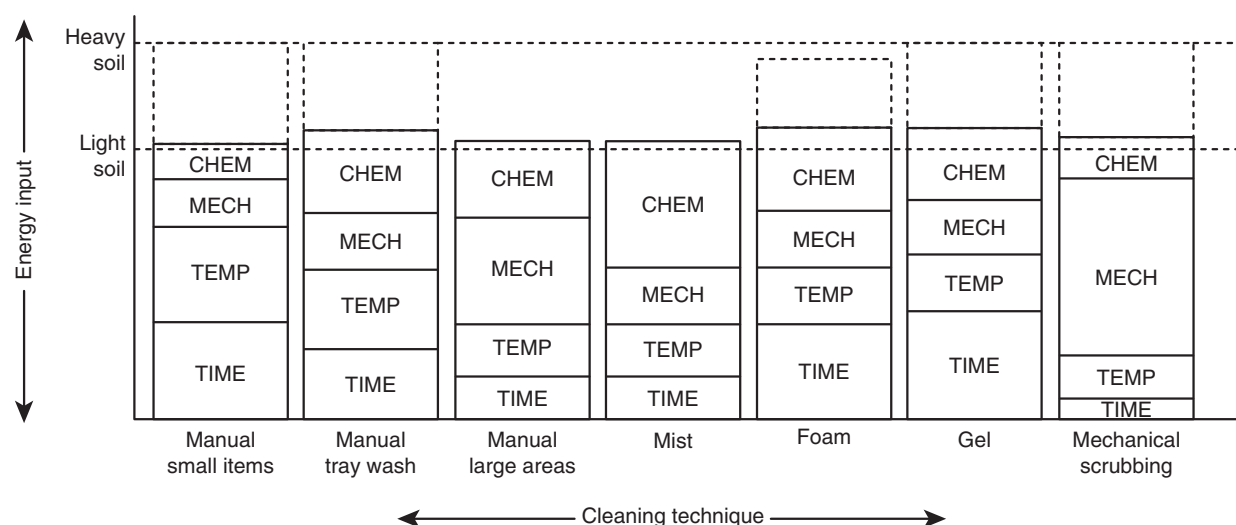 Heavy
soil
Light
soil
Energy input
CHEM
MECH
TEMP
TIME
CHEM
MECH
TEMP
TIME
CHEM
MECH
TEMP
TIME
CHEM
MECH
TEMP
TIME
CHEM
MECH
TEMP
TIME
CHEM
MECH
TEMP
TIME
CHEM
MECH
TEMP
TIME
Manual
small items
Manual
tray wash
Manual
large areas
Mist
Foam
Gel
Mechanical
scrubbing
Cleaning technique